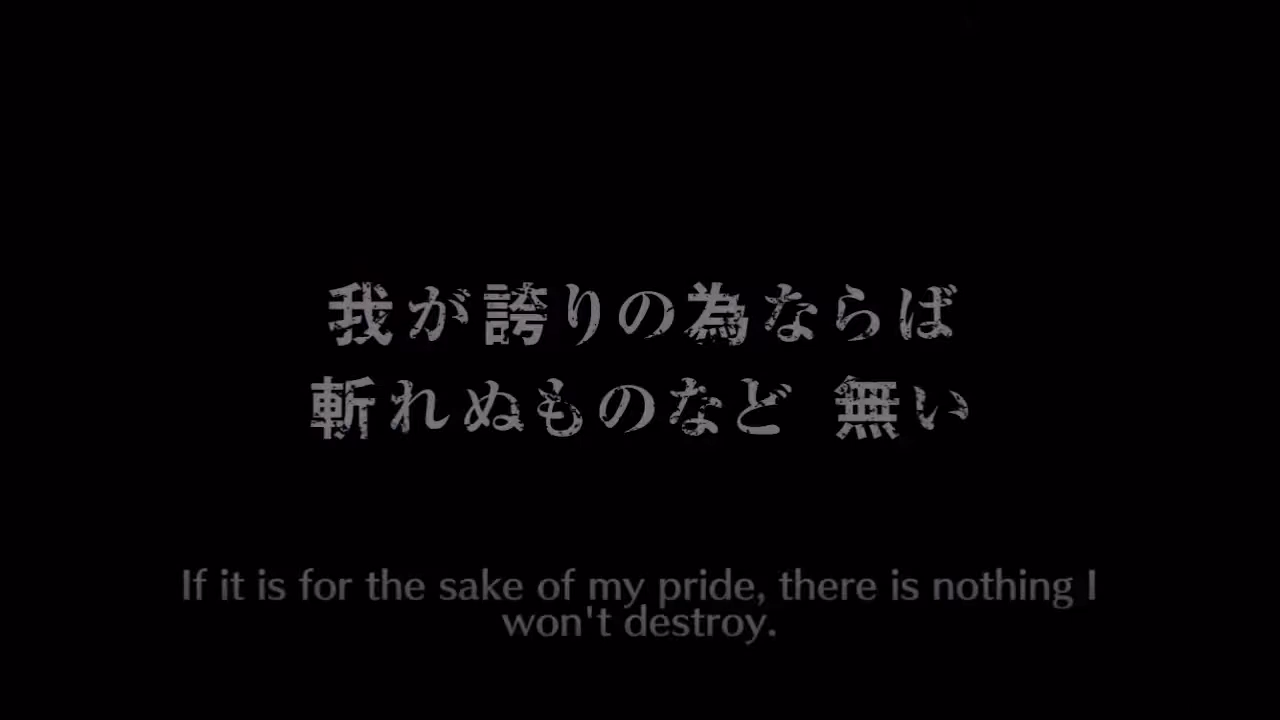 我が誇りの為ならば
斬れぬものなど 無い
If it is for the sake of my pride, there is nothing I
won't destroy.